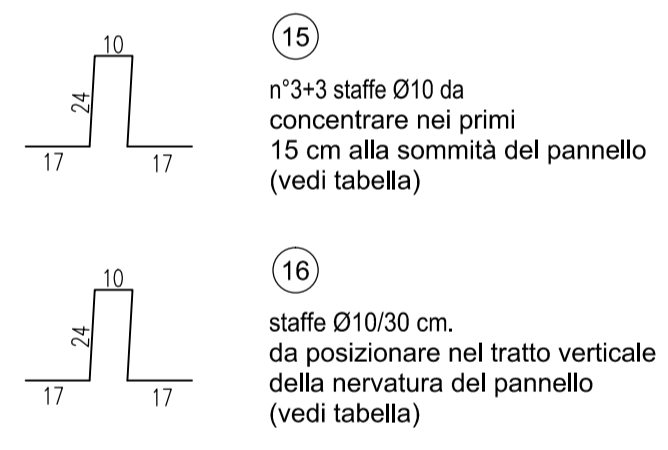 10
24
17
17
15
n°3+3 staffe Ø10 da
concentrare nei primi
15 cm alla sommità del pannello
(vedi tabella)
10
24
17
17
16
staffe Ø10/30 cm.
da posizionare nel tratto verticale
della nervatura del pannello
(vedi tabella)